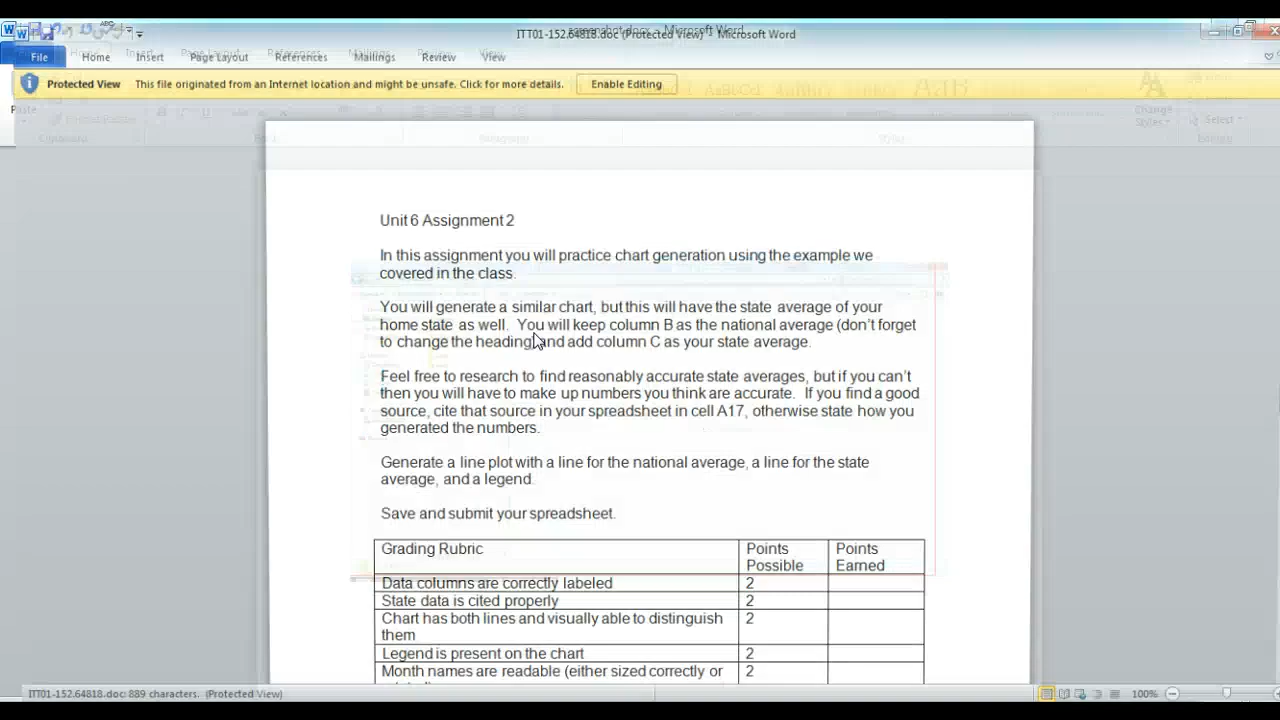 ITT01-152.64818.doc (Protected View) - Microsoft Word
File Home Insert Page Layout References Mailings Review View
Protected View This file originated from an Internet location and might be unsafe. Click for more details. Enable Editing
Paste
Change
Styles
Select
Unit 6 Assignment 2
In this assignment you will practice chart generation using the example we
covered in the class.
You will generate a similar chart, but this will have the state average of your
home state as well. You will keep column B as the national average (don't forget
to change the heading) and add column C as your state average.
Feel free to research to find reasonably accurate state averages, but if you can't
then you will have to make up numbers you think are accurate. If you find a good
source, cite that source in your spreadsheet in cell A17, otherwise state how you
generated the numbers.
Generate a line plot with a line for the national average, a line for the state
average, and a legend.
Save and submit your spreadsheet.
Grading Rubric Points Possible Points Earned
Data columns are correctly labeled 2
State data is cited properly 2
Chart has both lines and visually able to distinguish 2
them
Legend is present on the chart 2
Month names are readable (either sized correctly or 2
ITT01-152.64818.doc: 889 characters. (Protected View) 100%